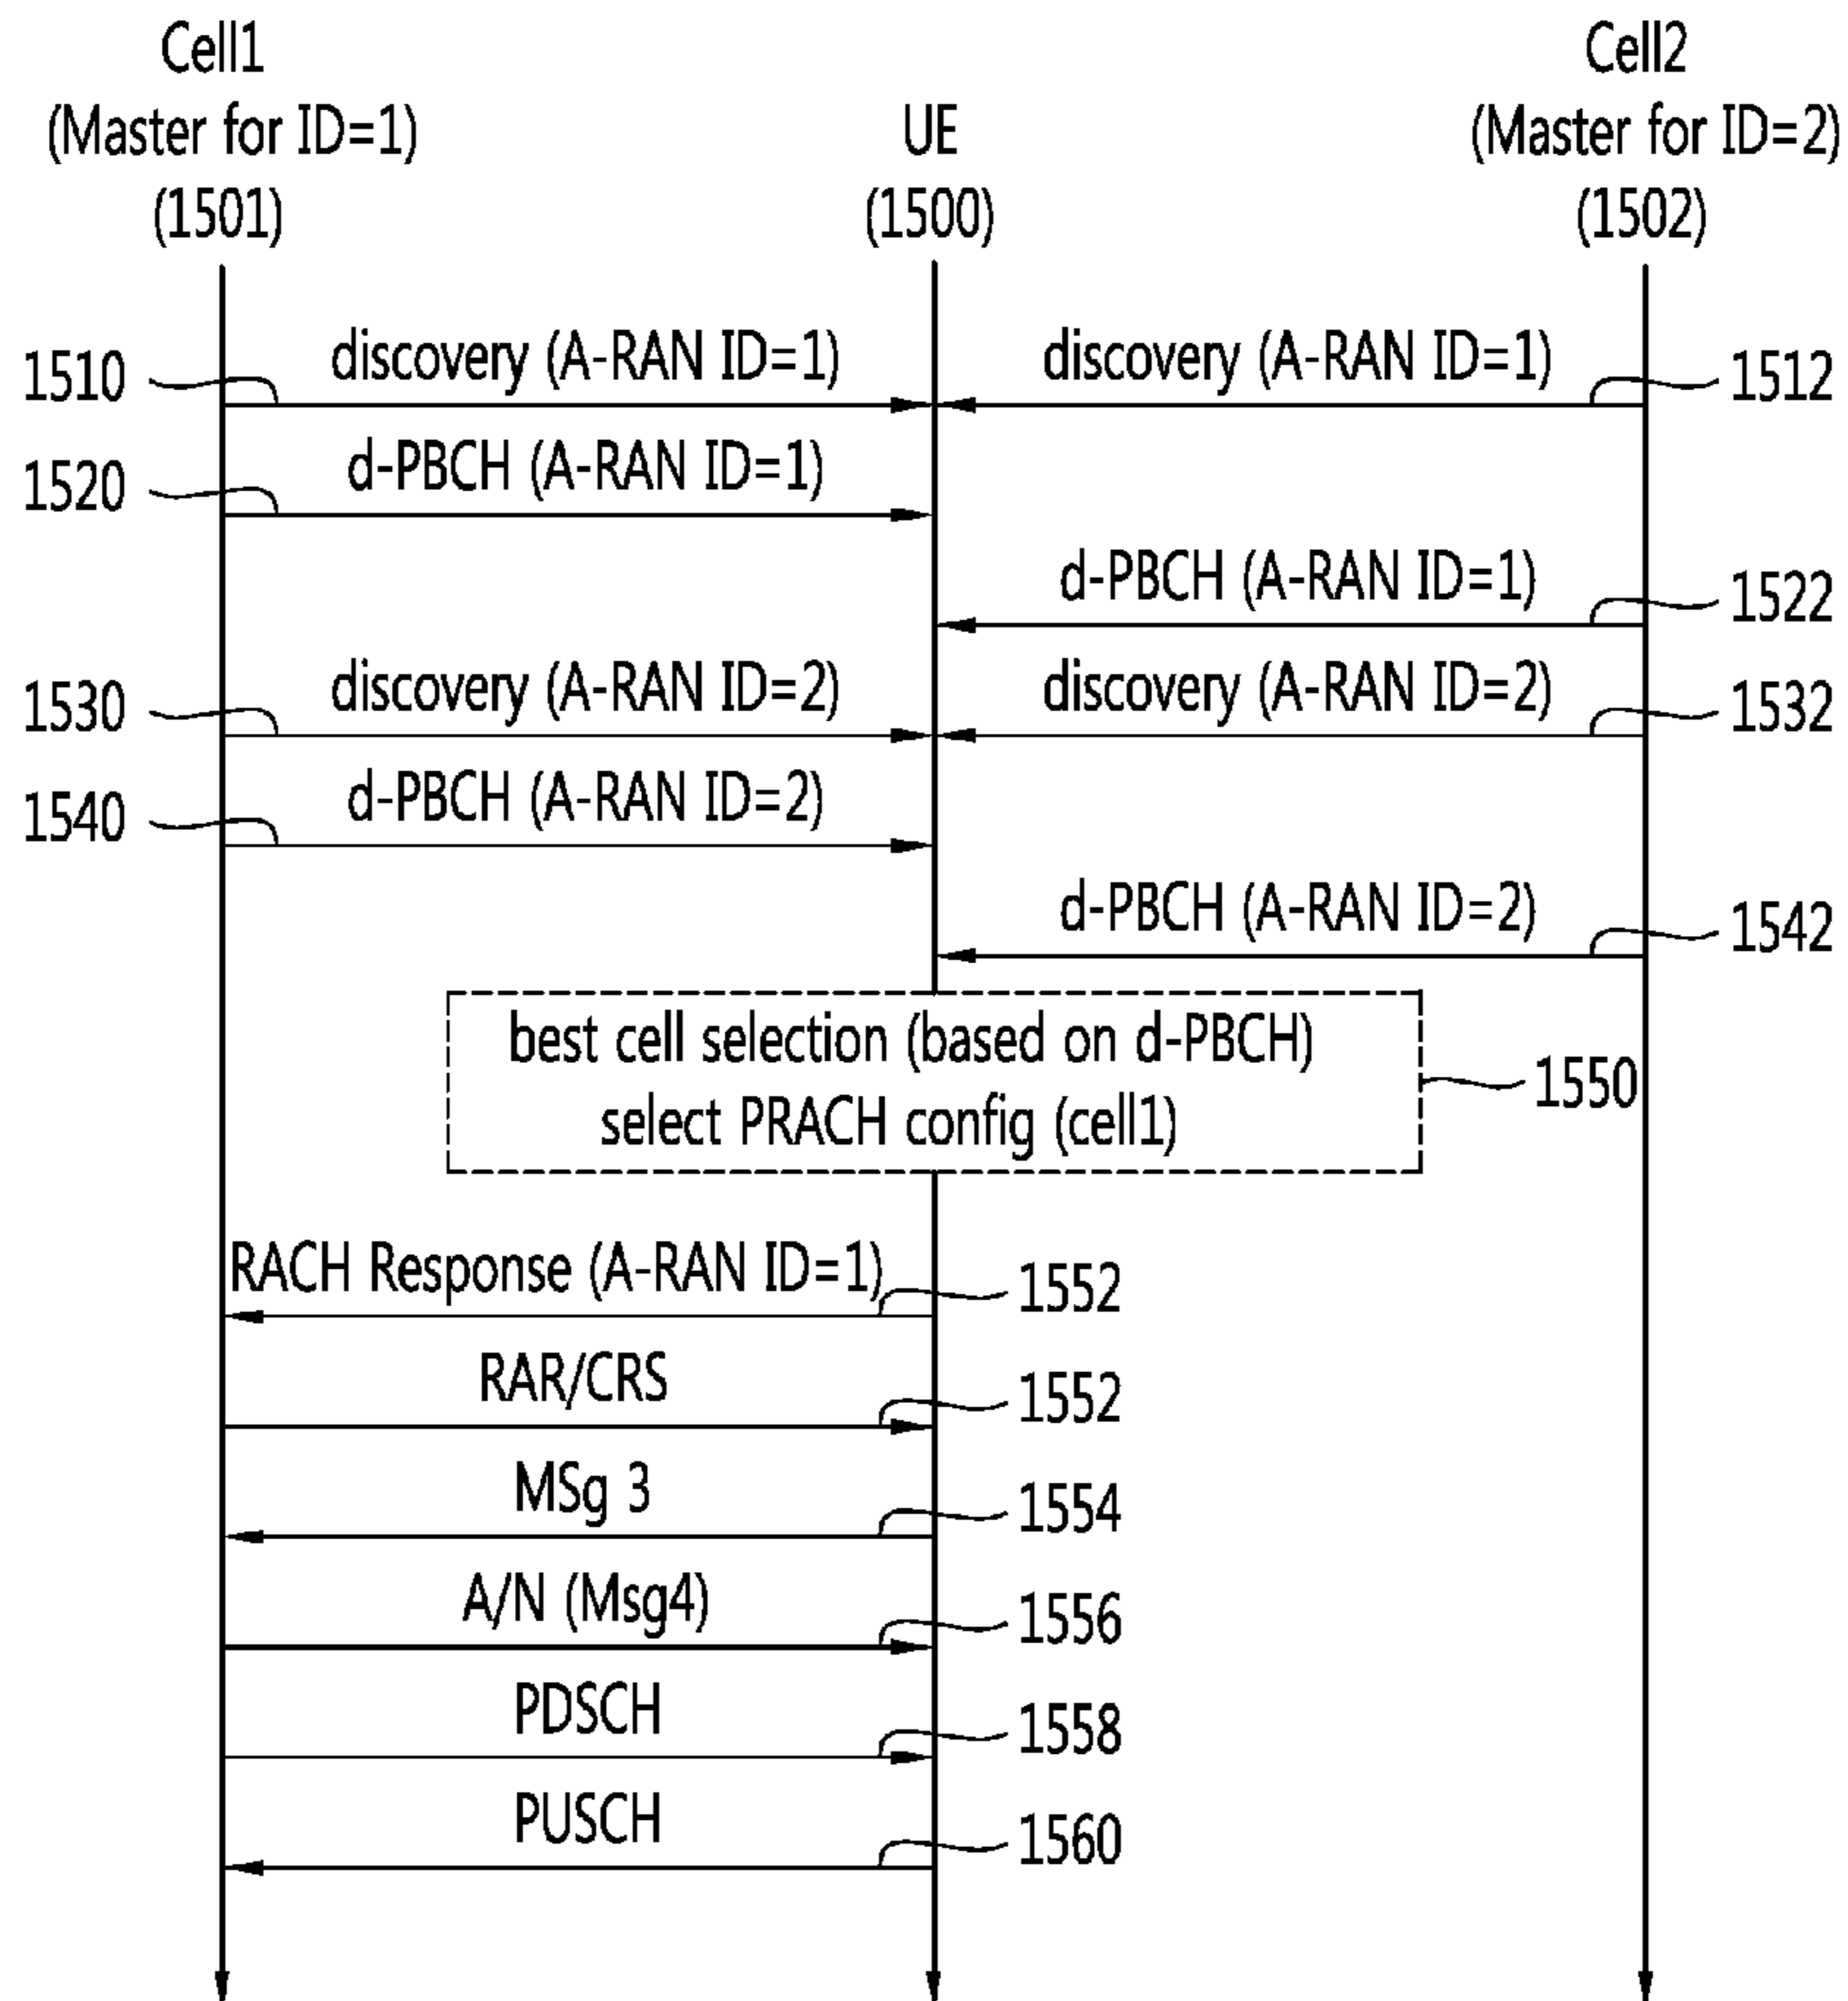 Cell1
(Master for ID=1)
(1501)
UE
(1500)
Cell2
(Master for ID=2)
(1502)
1510
discovery (A-RAN ID=1)
discovery (A-RAN ID=1)
1512
1520
d-PBCH (A-RAN ID=1)
d-PBCH (A-RAN ID=1)
1522
1530
discovery (A-RAN ID=2)
discovery (A-RAN ID=2)
1532
1540
d-PBCH (A-RAN ID=2)
d-PBCH (A-RAN ID=2)
1542
best cell selection (based on d-PBCH)
select PRACH config (cell1)
1550
RACH Response (A-RAN ID=1)
1552
RAR/CRS
1552
MSg 3
1554
A/N (Msg4)
1556
PDSCH
1558
PUSCH
1560